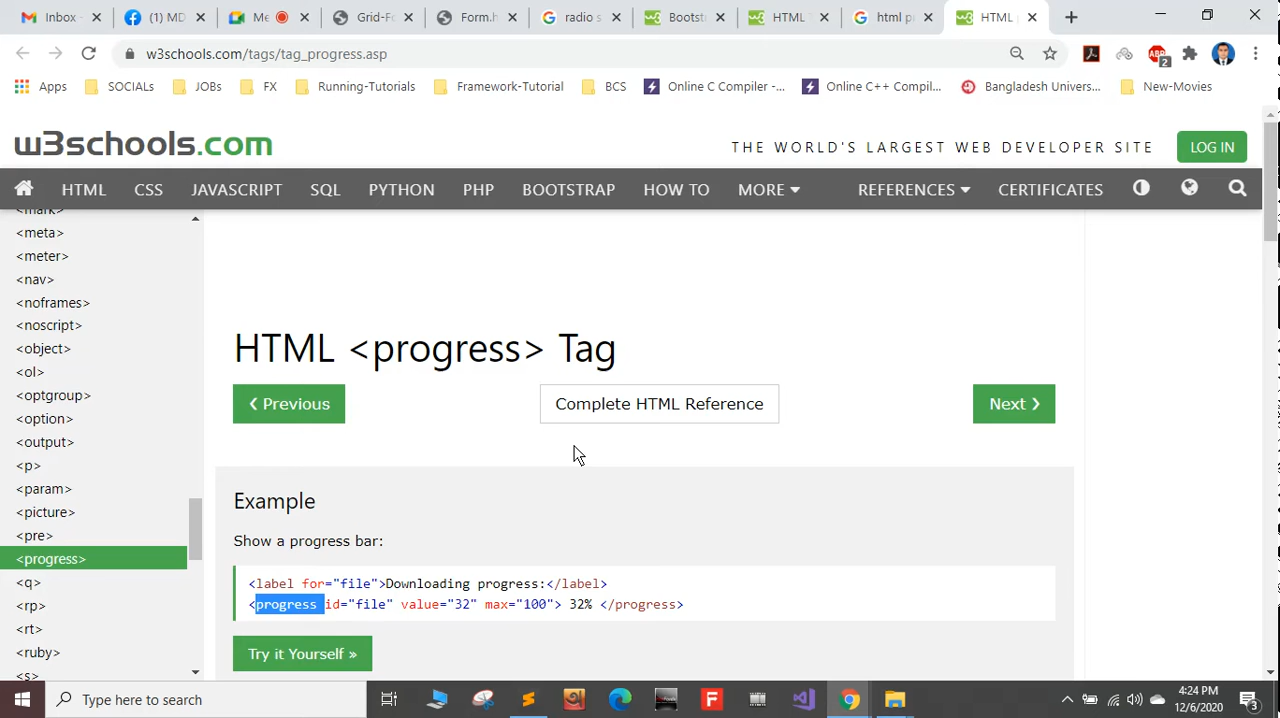 Inbox -
(1) MD
Me
Grid-Fo
Form.h
radio s
Bootst
HTML
html p
HTML
w3schools.com/tags/tag_progress.asp
2
Apps
SOCIALs
JOBs
FX
Running-Tutorials
Framework-Tutorial
BCS
Online C Compiler -...
Online C++ Compil...
Bangladesh Univers...
New-Movies
w3schools.com
THE WORLD'S LARGEST WEB DEVELOPER SITE
LOG IN
HTML CSS JAVASCRIPT SQL PYTHON PHP BOOTSTRAP HOW TO MORE REFERENCES CERTIFICATES
<mark>
<meta>
<meter>
<nav>
<noframes>
<noscript>
<object>
<ol>
<optgroup>
<option>
<output>
<p>
<param>
<picture>
<pre>
<progress>
<q>
<rp>
<rt>
<ruby>
<s>
HTML <progress> Tag
❮ Previous
Complete HTML Reference
Next ❯
Example
Show a progress bar:
<label for="file">Downloading progress:</label>
<progress id="file" value="32" max="100"> 32% </progress>
Try it Yourself »
Type here to search
4:24 PM
12/6/2020
3